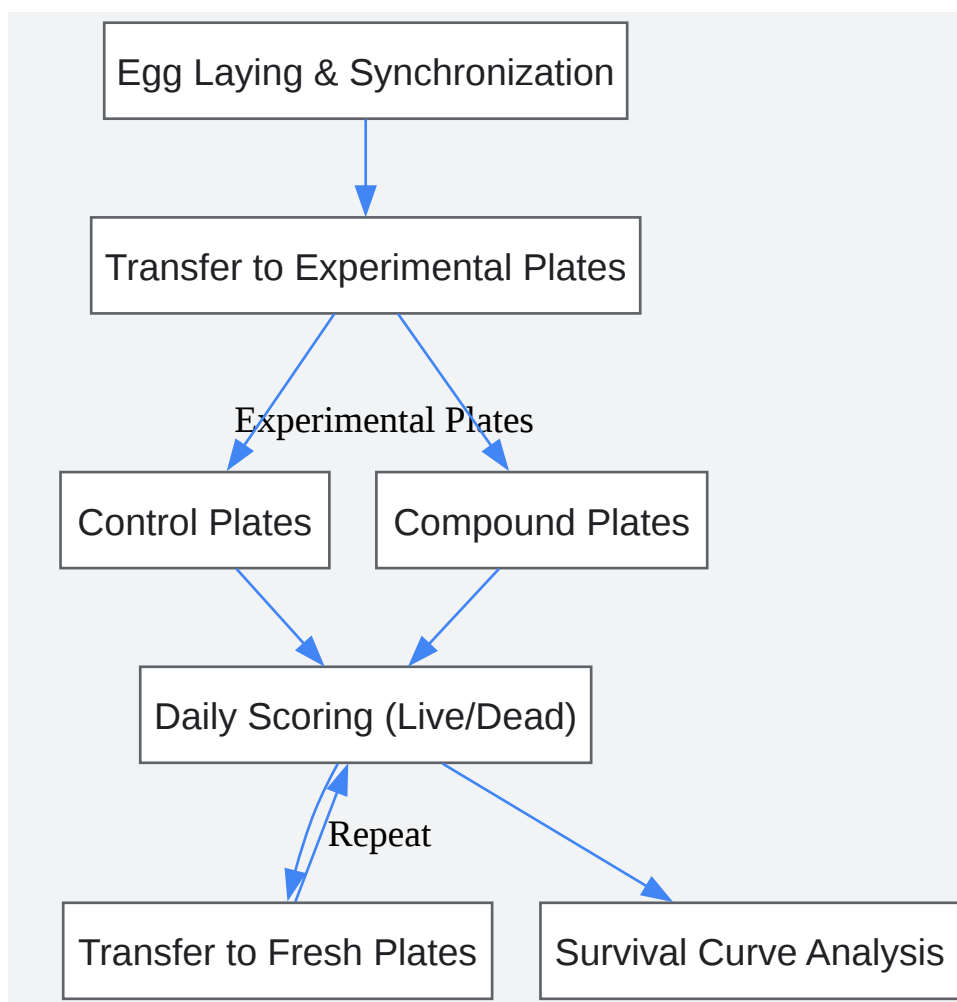 Egg Laying & Synchronization
Transfer to Experimental Plates
Experimental Plates
Control Plates
Compound Plates
Daily Scoring (Live/Dead)
Repeat
Transfer to Fresh Plates
Survival Curve Analysis